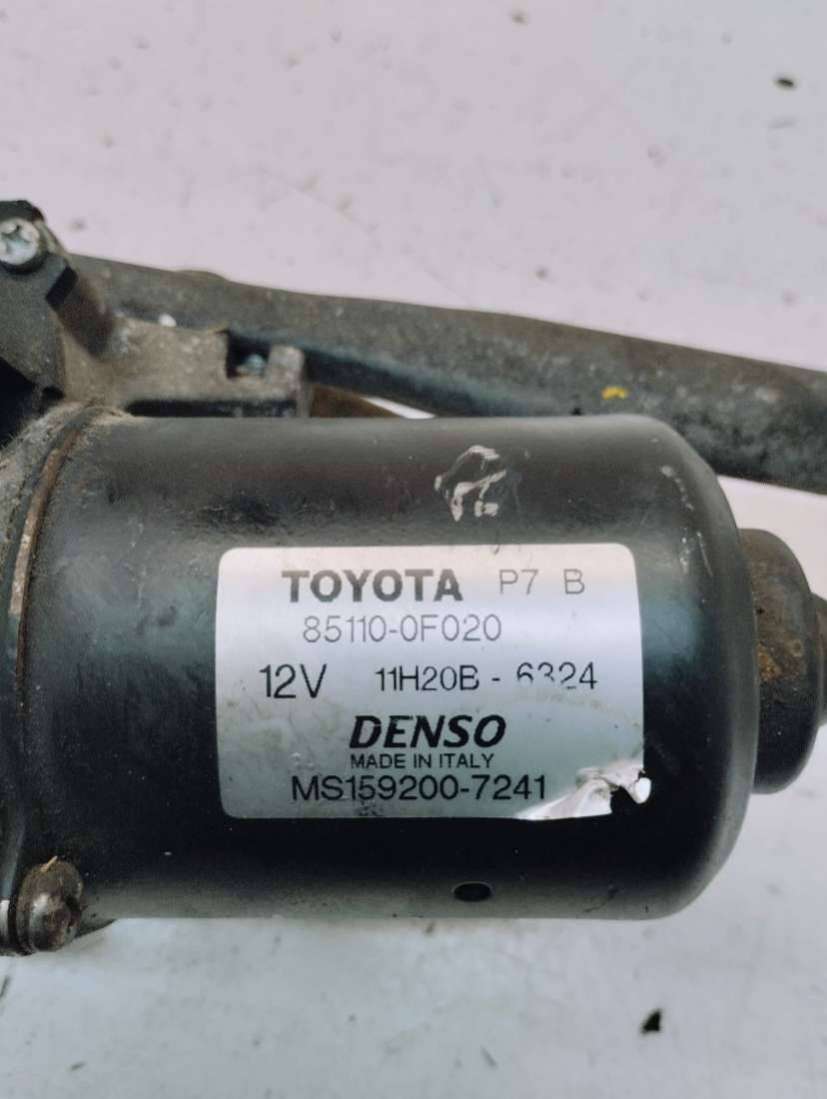 TOYOTA P7 B
85110-0F020
12V 11H20B - 6324
DENSO
MADE IN ITALY
MS159200-7241